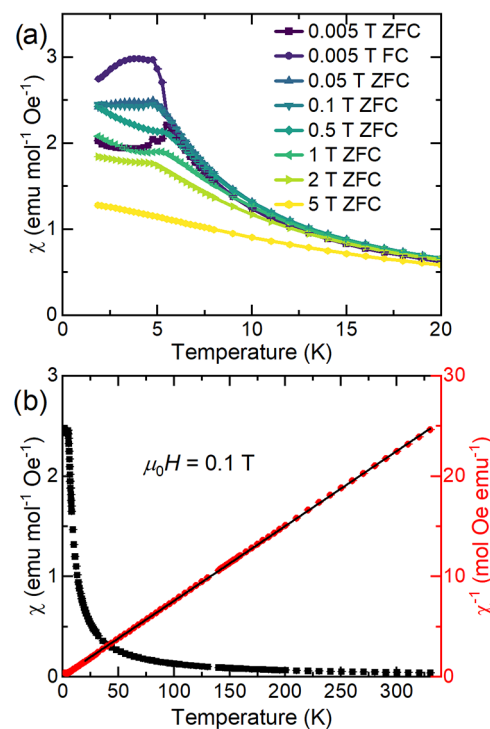 (a)
0.005 T ZFC
0.005 T FC
0.05 T ZFC
0.1 T ZFC
0.5 T ZFC
1 T ZFC
2 T ZFC
5 T ZFC
χ (emu mol⁻¹ Oe⁻¹)
3
2
1
0
0 5 10 15 20
Temperature (K)
(b)
μ₀H = 0.1 T
χ (emu mol⁻¹ Oe⁻¹)
3
2
1
0
χ⁻¹ (mol Oe emu⁻¹)
30
20
10
0
0 50 100 150 200 250 300
Temperature (K)